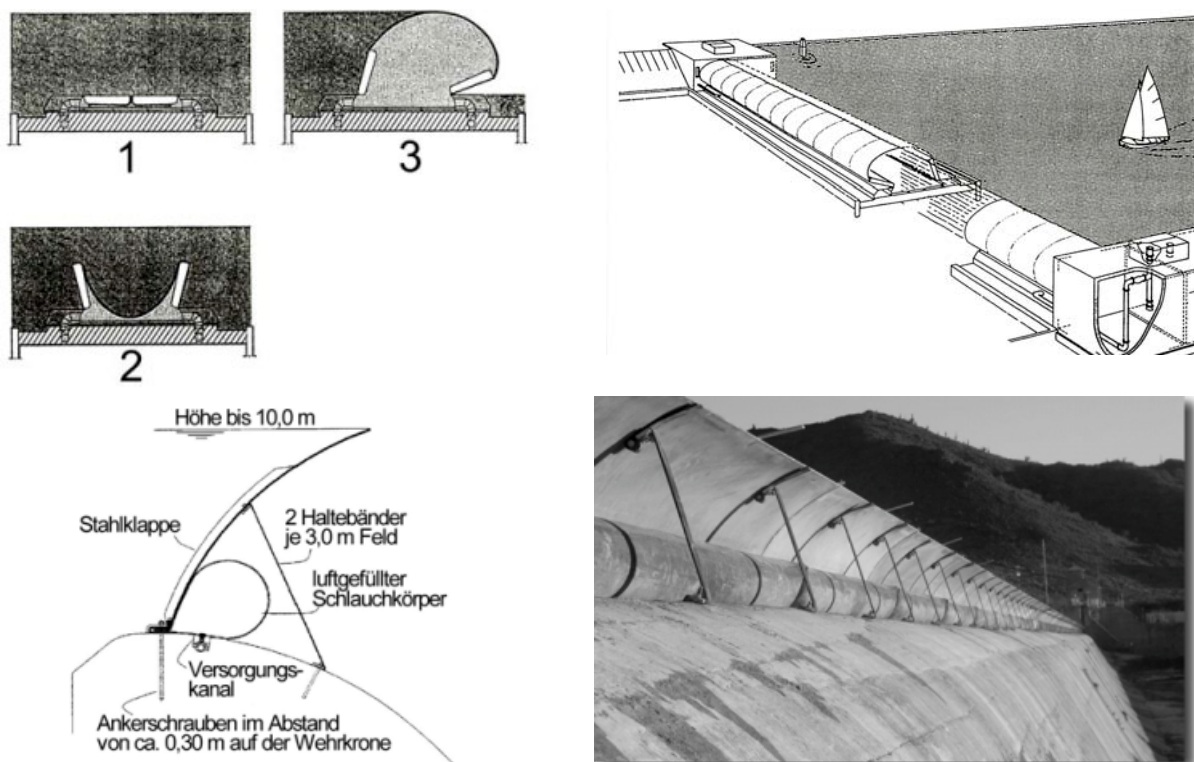 1
3
2
Höhe bis 10,0 m
Stahlklappe
2 Haltebänder
je 3,0 m Feld
luftgefüllter
Schlauchkörper
Versorgungs-
kanal
Ankerschrauben im Abstand
von ca. 0,30 m auf der Wehrkrone